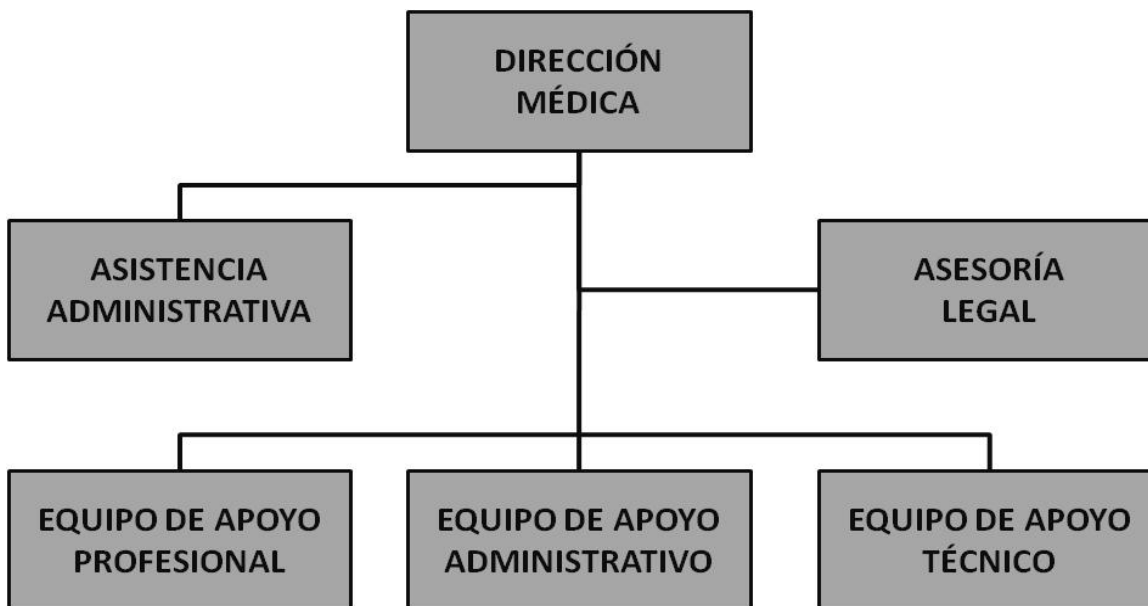 DIRECCIÓN
MÉDICA
ASISTENCIA
ADMINISTRATIVA
ASESORÍA
LEGAL
EQUIPO DE APOYO
PROFESIONAL
EQUIPO DE APOYO
ADMINISTRATIVO
EQUIPO DE APOYO
TÉCNICO